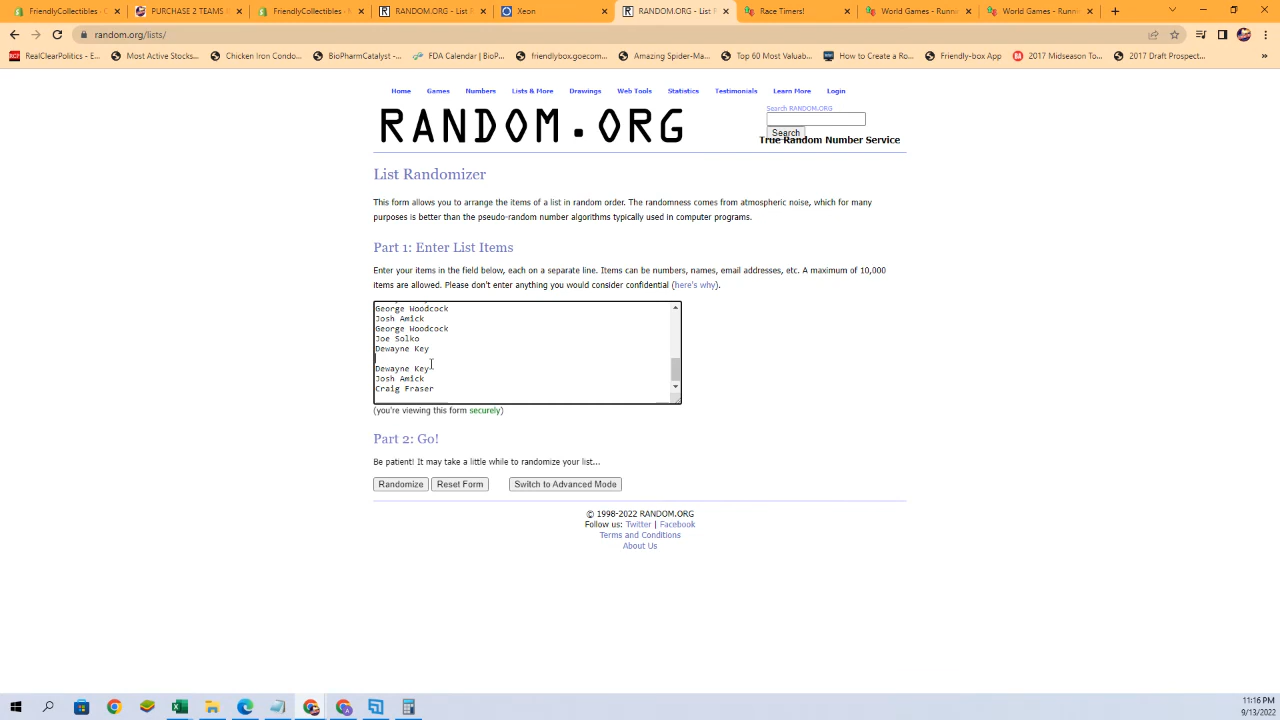 FriendlyCollectibles -
PURCHASE 2 TEAMS
FriendlyCollectibles -
RANDOM.ORG
Xeon
RANDOM.ORG - List
RANDOM.ORG
World Games - Runnin
World Games - Runnin
random.org/lists/
RealClearPolitics - E...
Most Active Stocks...
Chicken Iron Condo...
BioPharmCatalyst -...
FDA Calendar | BioP...
friendlybox.goecom...
Amazing Spider-Ma...
Top 60 Most Valuab...
How to Create a Ro...
Friendly-box App
2017 Midseason To...
2017 Draft Prospect...
»
Home Games Numbers Lists & More Drawings Web Tools Statistics Testimonials Learn More Login
RANDOM.ORG
Search RANDOM.ORG
Search
True Random Number Service
List Randomizer
This form allows you to arrange the items of a list in random order. The randomness comes from atmospheric noise, which for many
purposes is better than the pseudo-random number algorithms typically used in computer programs.
Part 1: Enter List Items
Enter your items in the field below, each on a separate line. Items can be numbers, names, email addresses, etc. A maximum of 10,000
items are allowed. Please don't enter anything you would consider confidential (here's why).
George Woodcock
Josh Amick
George Woodcock
Joe Solko
Dewayne Key
Dewayne Key
Josh Amick
Craig Fraser
(you're viewing this form securely)
Part 2: Go!
Be patient! It may take a little while to randomize your list...
Randomize Reset Form Switch to Advanced Mode
© 1998-2022 RANDOM.ORG
Follow us: Twitter | Facebook
Terms and Conditions
About Us
11:16 PM
9/13/2022